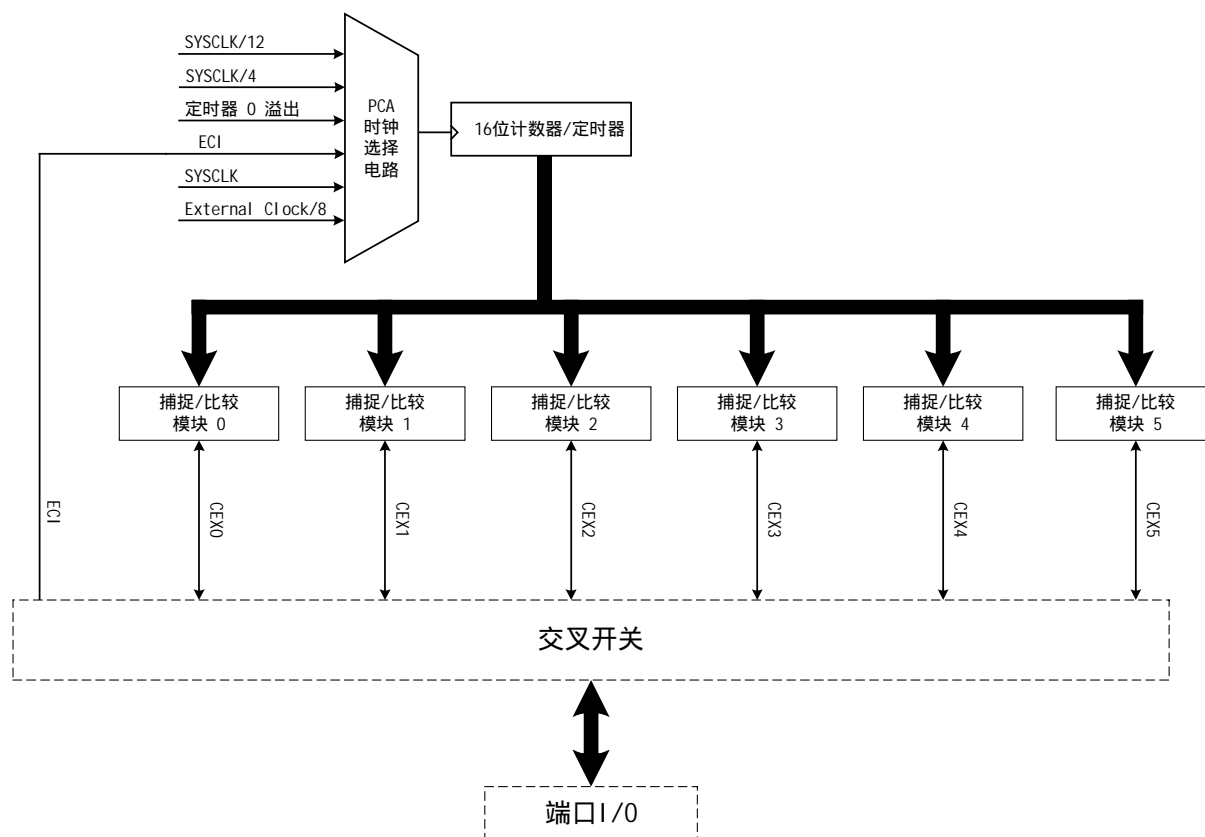 SYSCLK/12
SYSCLK/4
定时器 0 溢出
ECI
SYSCLK
External Clock/8
PCA
时钟
选择
电路
16位计数器/定时器
捕捉/比较
模块 0
捕捉/比较
模块 1
捕捉/比较
模块 2
捕捉/比较
模块 3
捕捉/比较
模块 4
捕捉/比较
模块 5
ECI
CEX0
CEX1
CEX2
CEX3
CEX4
CEX5
交叉开关
端口I/O